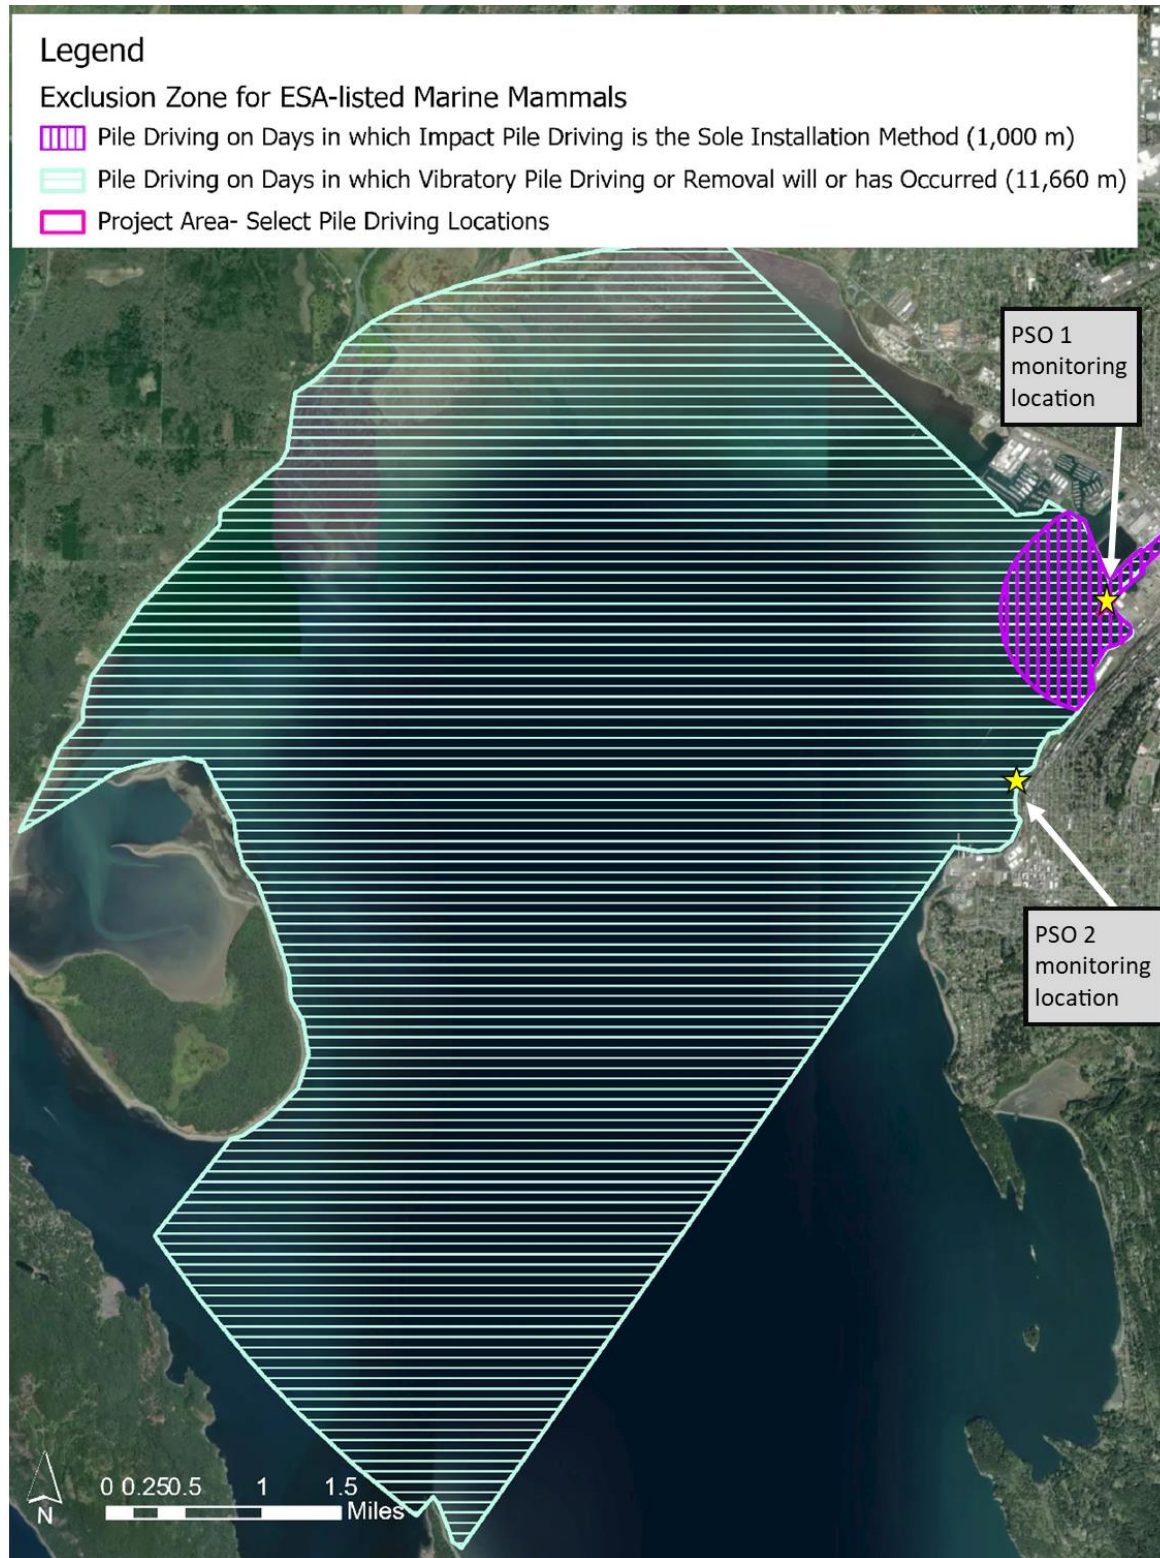 Legend
Exclusion Zone for ESA-listed Marine Mammals
Pile Driving on Days in which Impact Pile Driving is the Sole Installation Method (1,000 m)
Pile Driving on Days in which Vibratory Pile Driving or Removal will or has Occurred (11,660 m)
Project Area- Select Pile Driving Locations
PSO 1
monitoring
location
PSO 2
monitoring
location
0 0.25 0.5 1 1.5
Miles
N